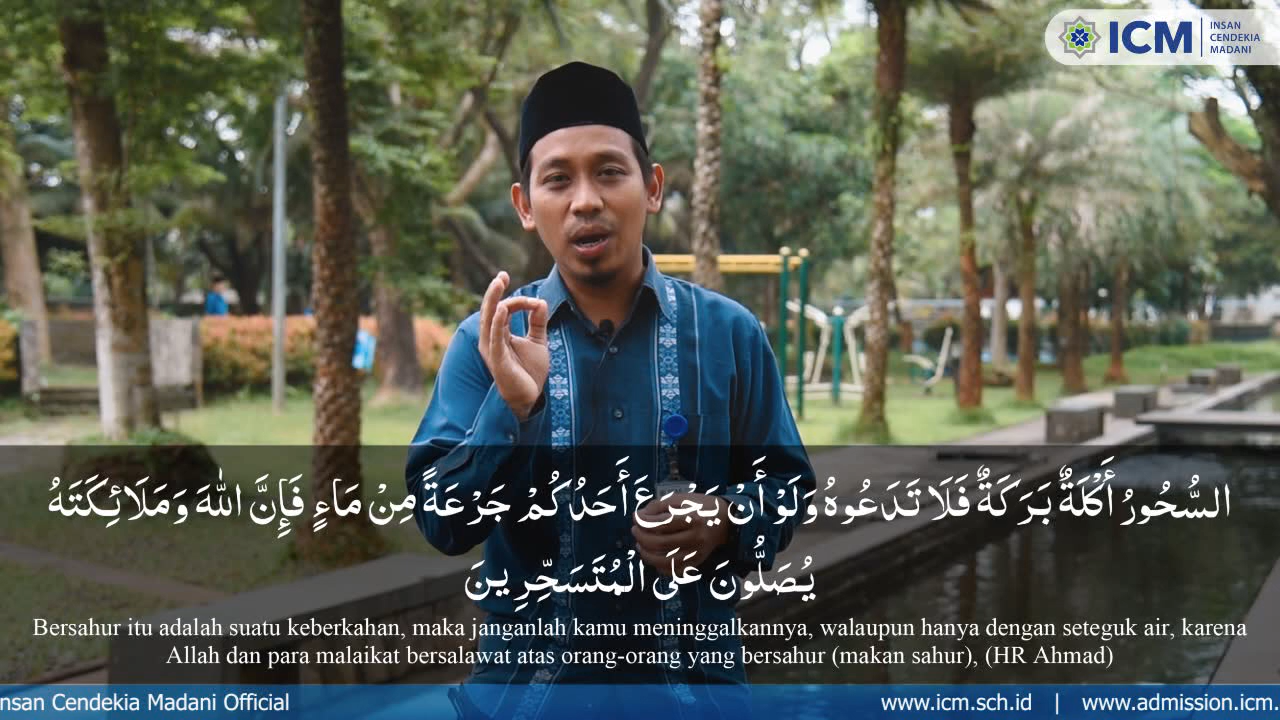 ICM
INSAN
CENDEKIA
MADANI
السُّحُورُ أَكْلَةٌ بَرَكَةٌ فَلَا تَدَعُوهُ وَلَوْ أَنْ يَجْرَعَ أَحَدُكُمْ جَرْعَةً مِنْ مَاءٍ فَإِنَّ اللهَ وَمَلَائِكَتَهُ
يُصَلُّونَ عَلَى الْمُتَسَحِّرِينَ
Bersahur itu adalah suatu keberkahan, maka janganlah kamu meninggalkannya, walaupun hanya dengan seteguk air, karena
Allah dan para malaikat bersalawat atas orang-orang yang bersahur (makan sahur), (HR Ahmad)
nsan Cendekia Madani Official www.icm.sch.id | www.admission.icm.